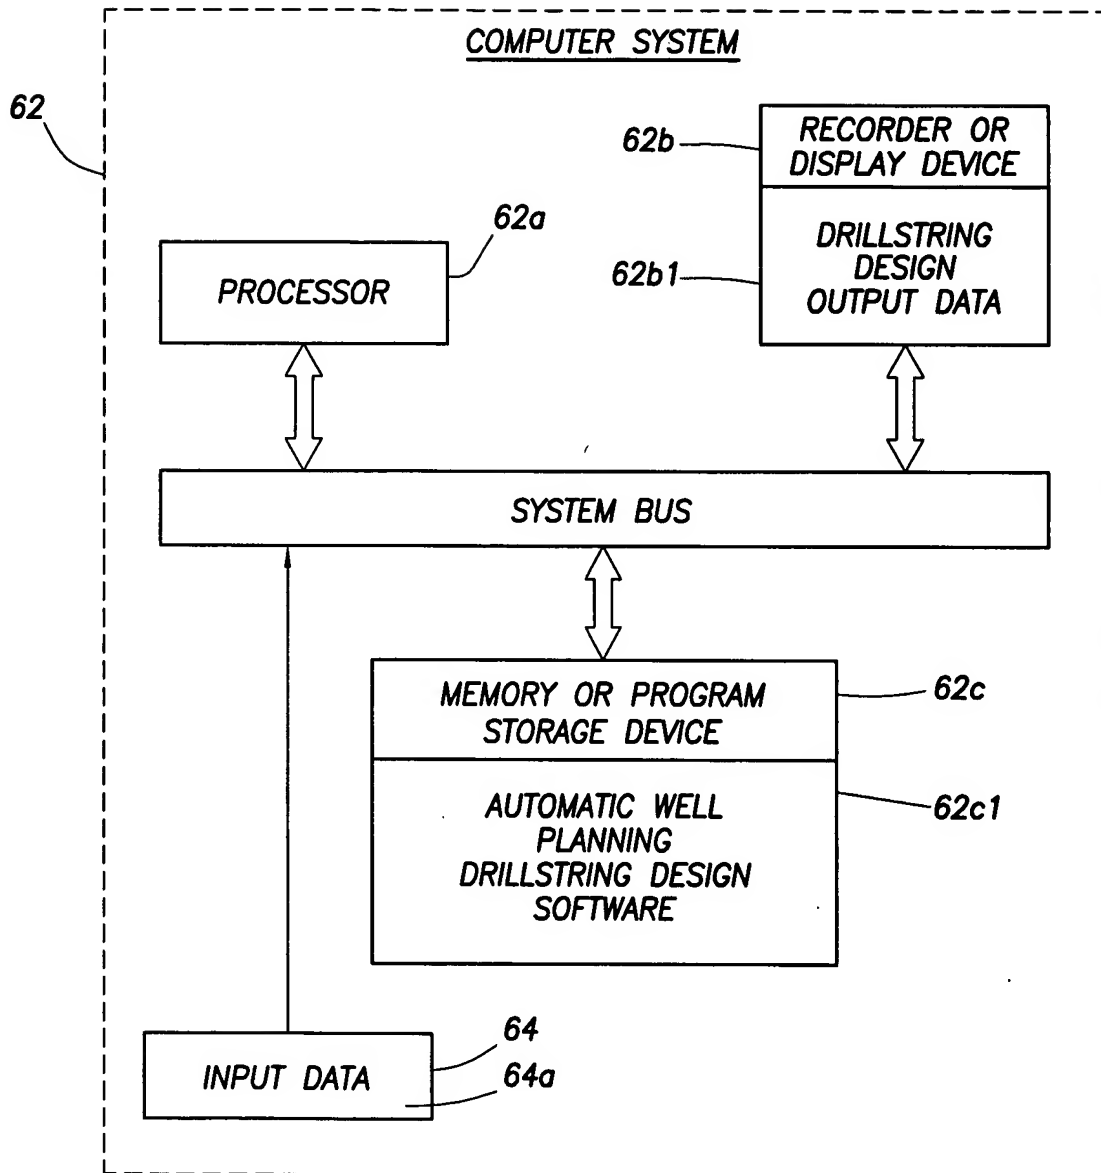 COMPUTER SYSTEM
62
62b
RECORDER OR
DISPLAY DEVICE
62a
PROCESSOR
62b1
DRILLSTRING
DESIGN
OUTPUT DATA
SYSTEM BUS
MEMORY OR PROGRAM
STORAGE DEVICE
62c
AUTOMATIC WELL
PLANNING
DRILLSTRING DESIGN
SOFTWARE
62c1
INPUT DATA
64
64a